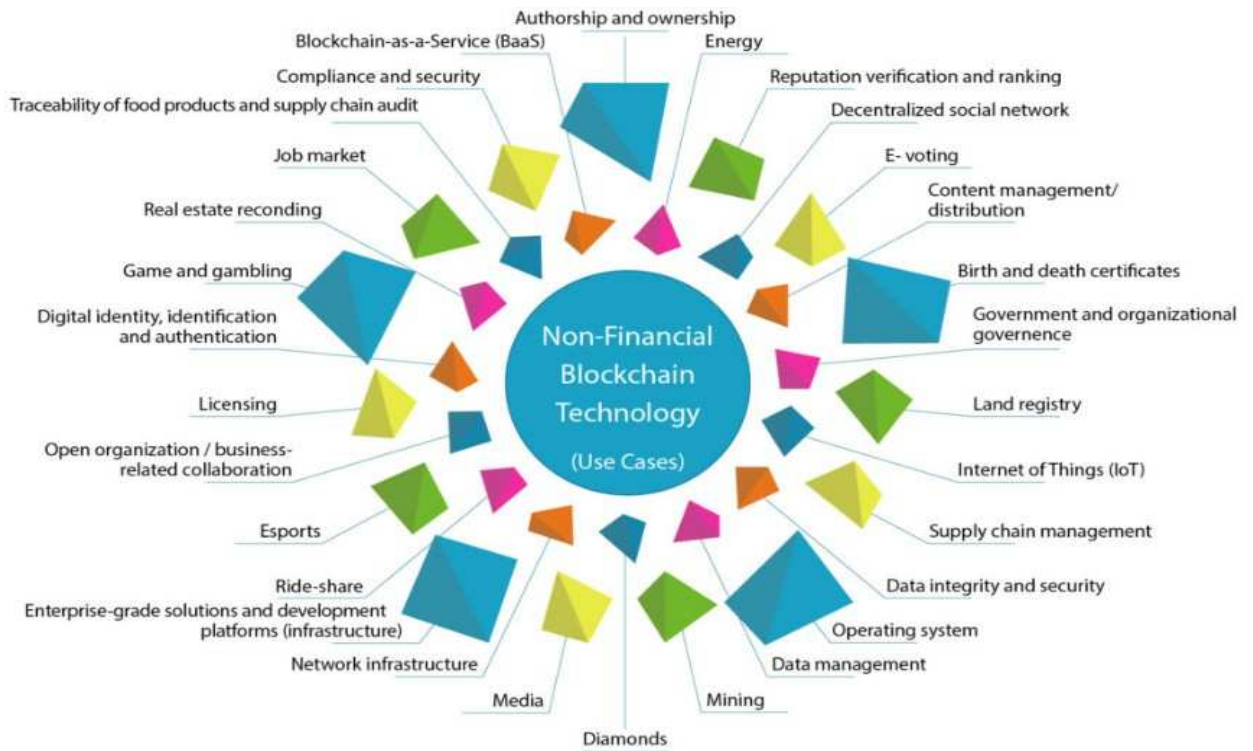 Authorship and ownership
Blockchain-as-a-Service (BaaS)
Energy
Compliance and security
Reputation verification and ranking
Traceability of food products and supply chain audit
Decentralized social network
Job market
E- voting
Real estate reconding
Content management/
distribution
Game and gambling
Birth and death certificates
Digital identity, identification
and authentication
Government and organizational
governence
Non-Financial
Blockchain
Technology
(Use Cases)
Licensing
Land registry
Open organization / business-
related collaboration
Internet of Things (IoT)
Esports
Supply chain management
Ride-share
Data integrity and security
Enterprise-grade solutions and development
platforms (infrastructure)
Operating system
Network infrastructure
Data management
Media
Mining
Diamonds